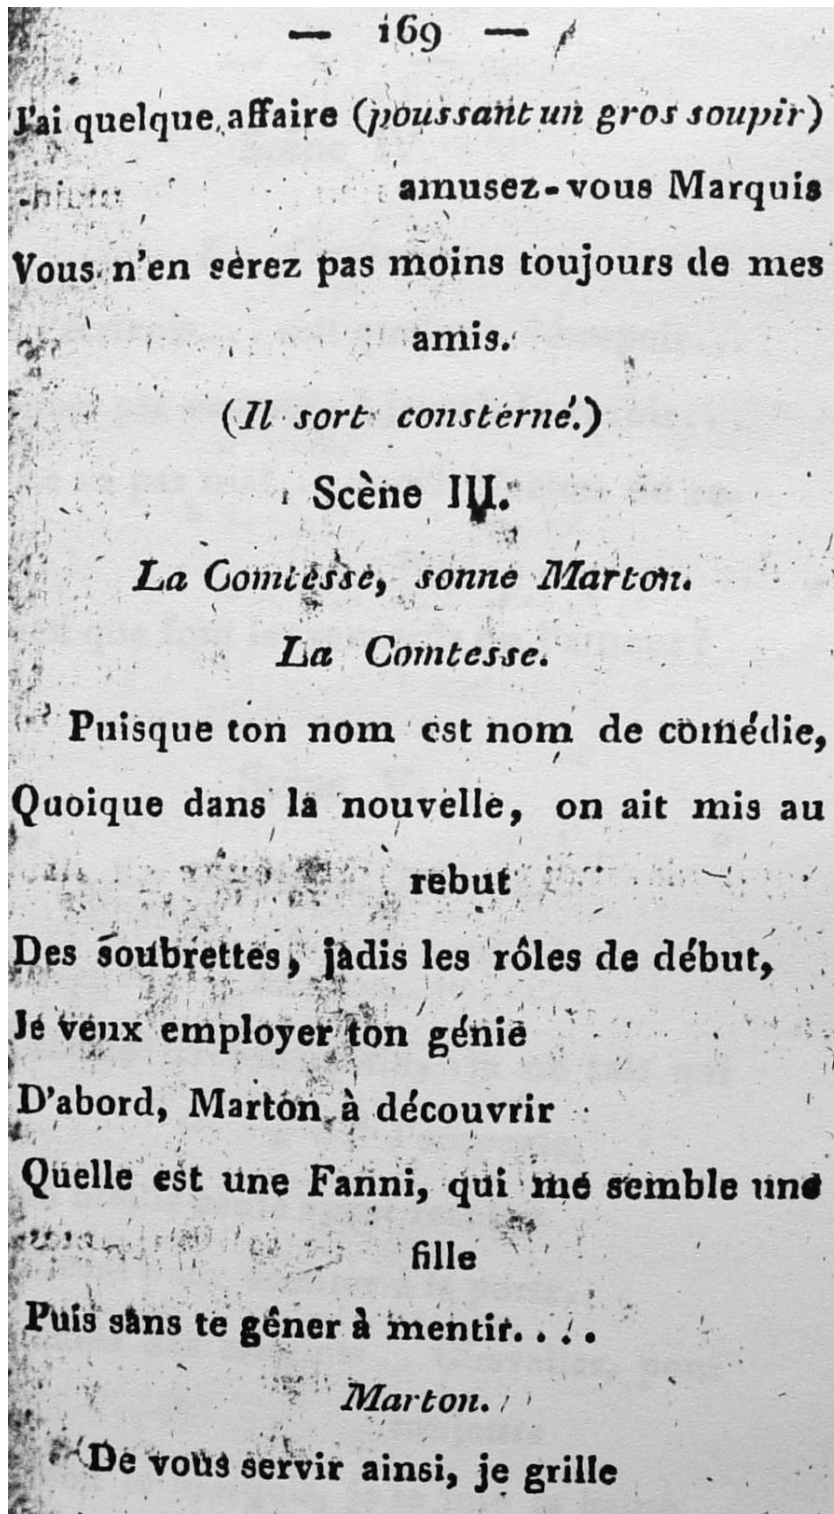 — 169 —
J'ai quelque affaire (poussant un gros soupir)
amusez-vous Marquis
Vous n'en serez pas moins toujours de mes
amis.
(Il sort consterné.)
Scène III.
La Comtesse, sonne Marton.
La Comtesse.
Puisque ton nom est nom de comédie,
Quoique dans la nouvelle, on ait mis au
rebut
Des soubrettes, jadis les rôles de début,
Je veux employer ton génie
D'abord, Marton à découvrir
Quelle est une Fanni, qui me semble une
fille
Puis sans te gêner à mentir....
Marton.
De vous servir ainsi, je grille